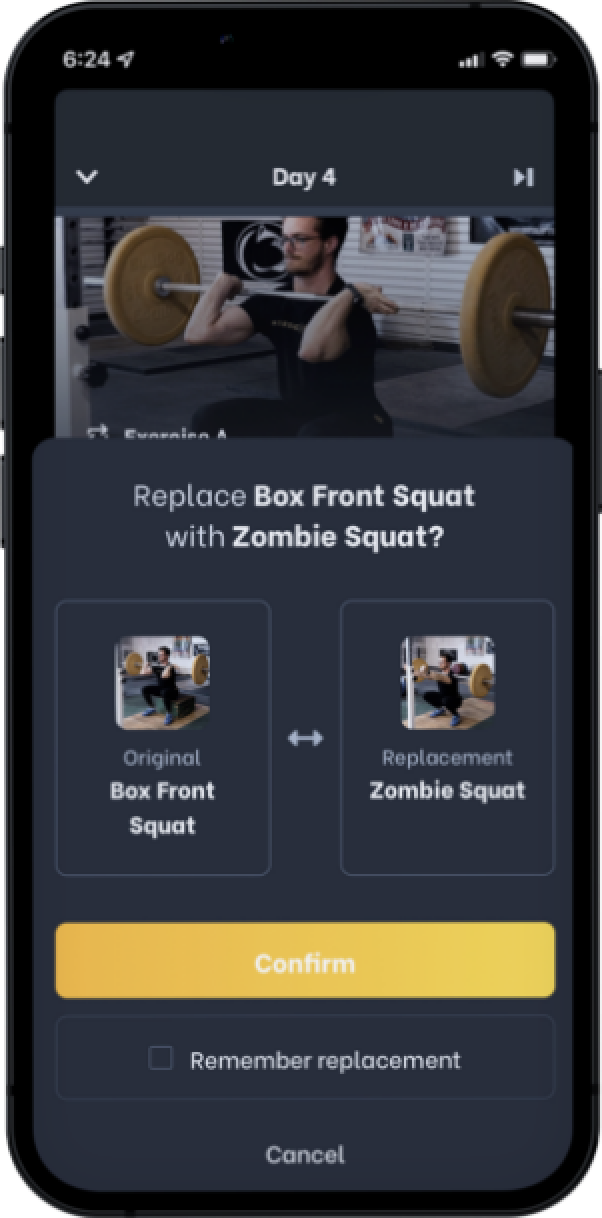 6:24
Day 4
Exercise A
Replace Box Front Squat
with Zombie Squat?
Original
Box Front
Squat
Replacement
Zombie Squat
Confirm
Remember replacement
Cancel